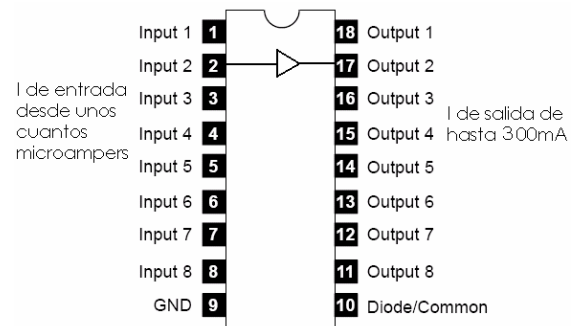 Input 1 1 18 Output 1
Input 2 2 17 Output 2
Input 3 3 16 Output 3
Input 4 4 15 Output 4
Input 5 5 14 Output 5
Input 6 6 13 Output 6
Input 7 7 12 Output 7
Input 8 8 11 Output 8
GND 9 10 Diode/Common
I de entrada
desde unos
cuantos
microampers
I de salida de
hasta 300mA